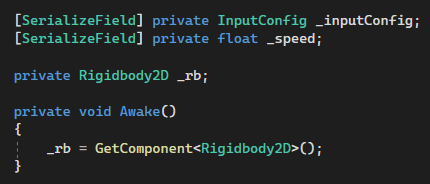 [SerializeField] private InputConfig _inputConfig;
[SerializeField] private float _speed;
private Rigidbody2D _rb;
private void Awake()
{
_rb = GetComponent<Rigidbody2D>();
}